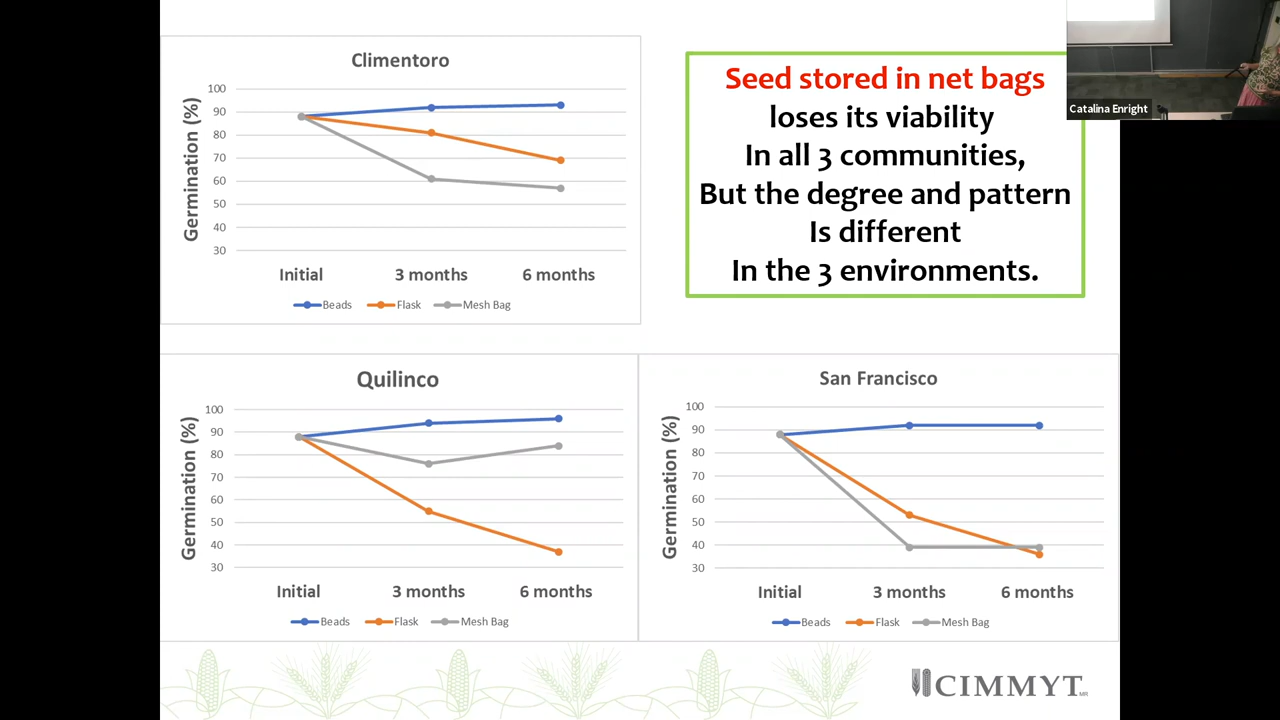 Climentoro
Germination (%)
100
90
80
70
60
50
40
30
Initial 3 months 6 months
Beads Flask Mesh Bag
Seed stored in net bags
loses its viability
In all 3 communities,
But the degree and pattern
Is different
In the 3 environments.
Catalina Enright
Quilinco
Germination (%)
100
90
80
70
60
50
40
30
Initial 3 months 6 months
Beads Flask Mesh Bag
San Francisco
Germination (%)
100
90
80
70
60
50
40
30
Initial 3 months 6 months
Beads Flask Mesh Bag
CIMMYT MR